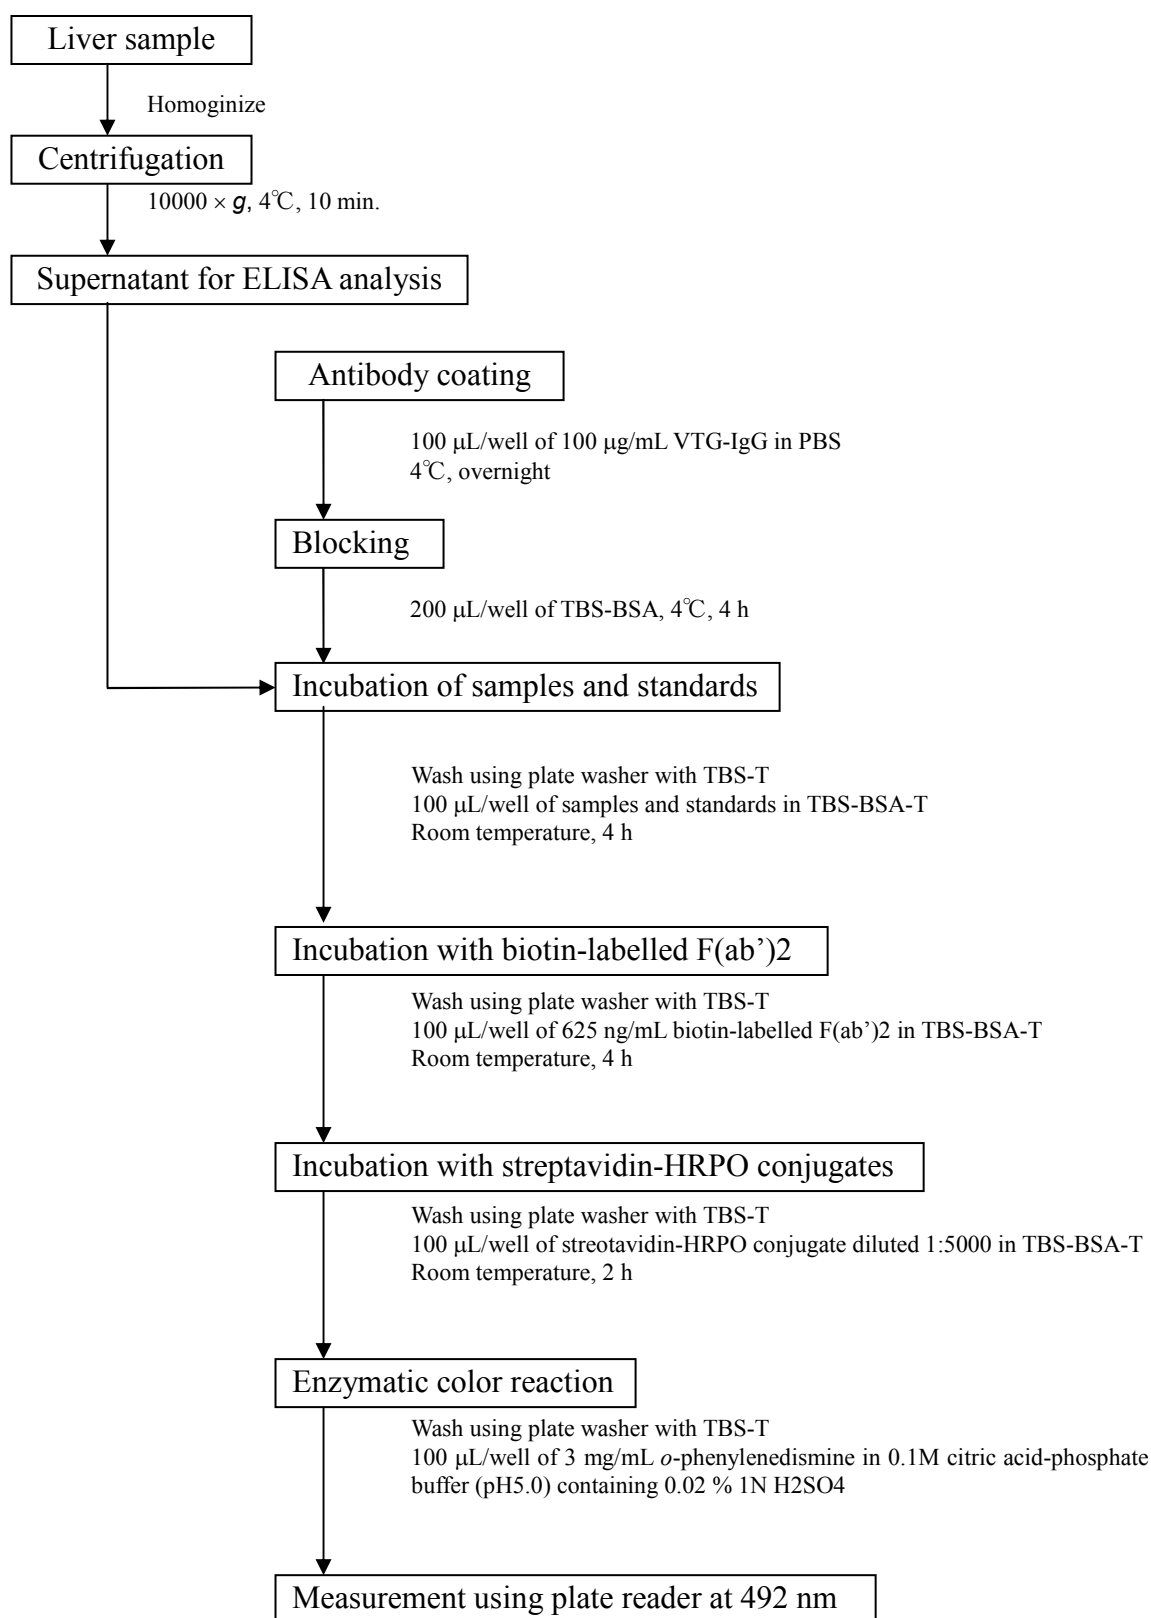 Liver sample
Homoginize
Centrifugation
10000 × g, 4℃, 10 min.
Supernatant for ELISA analysis
Antibody coating
100 μL/well of 100 μg/mL VTG-IgG in PBS
4℃, overnight
Blocking
200 μL/well of TBS-BSA, 4℃, 4 h
Incubation of samples and standards
Wash using plate washer with TBS-T
100 μL/well of samples and standards in TBS-BSA-T
Room temperature, 4 h
Incubation with biotin-labelled F(ab’)2
Wash using plate washer with TBS-T
100 μL/well of 625 ng/mL biotin-labelled F(ab’)2 in TBS-BSA-T
Room temperature, 4 h
Incubation with streptavidin-HRPO conjugates
Wash using plate washer with TBS-T
100 μL/well of streotavidin-HRPO conjugate diluted 1:5000 in TBS-BSA-T
Room temperature, 2 h
Enzymatic color reaction
Wash using plate washer with TBS-T
100 μL/well of 3 mg/mL o-phenylenedismine in 0.1M citric acid-phosphate
buffer (pH5.0) containing 0.02 % 1N H2SO4
Measurement using plate reader at 492 nm